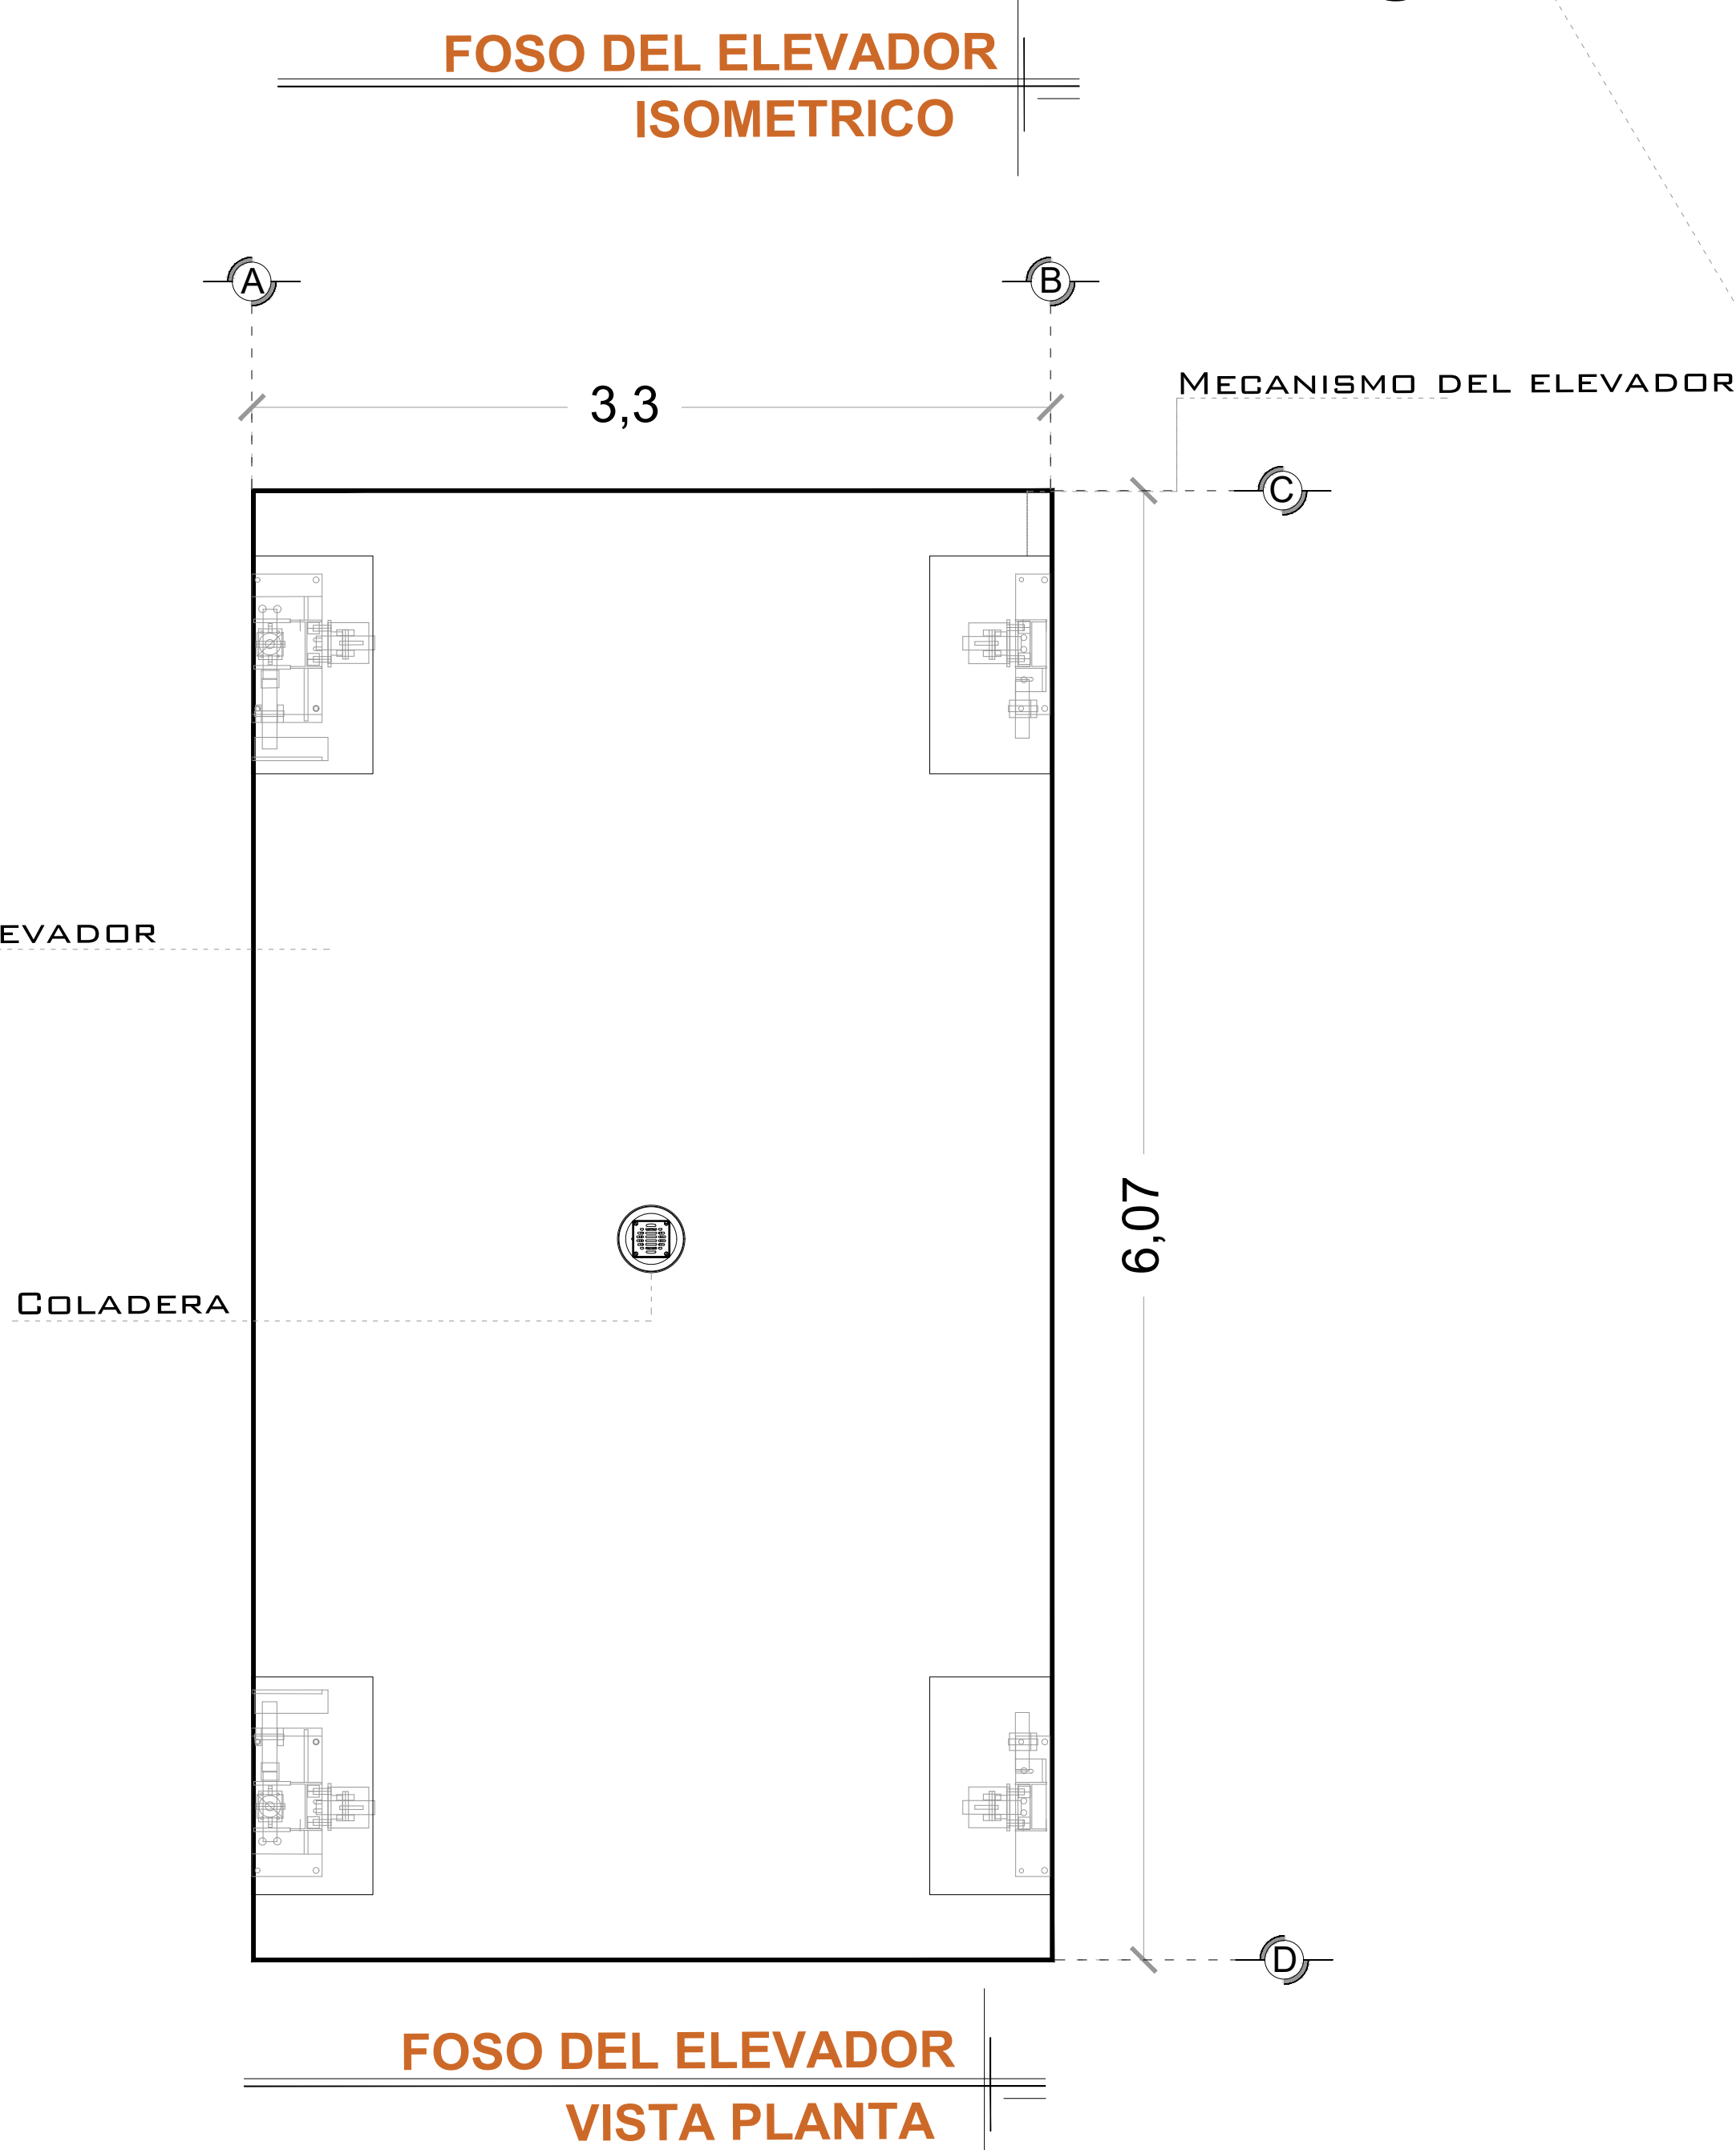 FOSO DEL ELEVADOR
ISOMETRICO
A
B
3,3
MECANISMO DEL ELEVADOR
C
EVADOR
6,07
COLADERA
D
FOSO DEL ELEVADOR
VISTA PLANTA